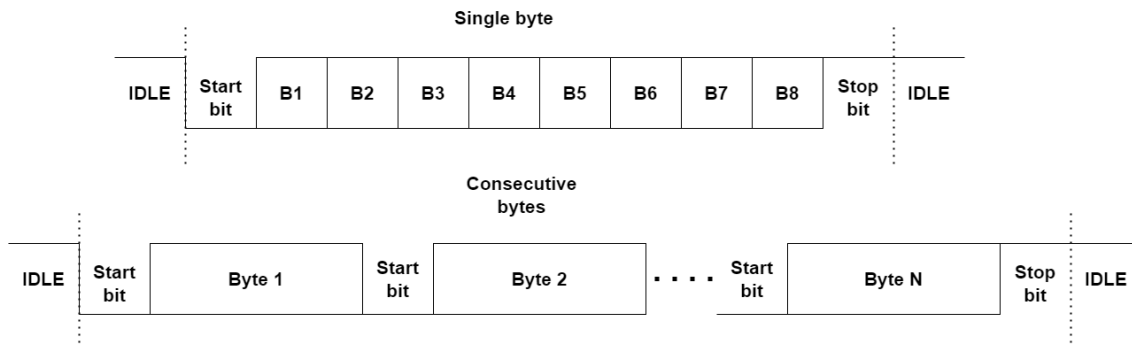 Single byte
IDLE Start bit B1 B2 B3 B4 B5 B6 B7 B8 Stop bit IDLE
Consecutive
bytes
IDLE Start bit Byte 1 Start bit Byte 2 . . . . Start bit Byte N Stop bit IDLE